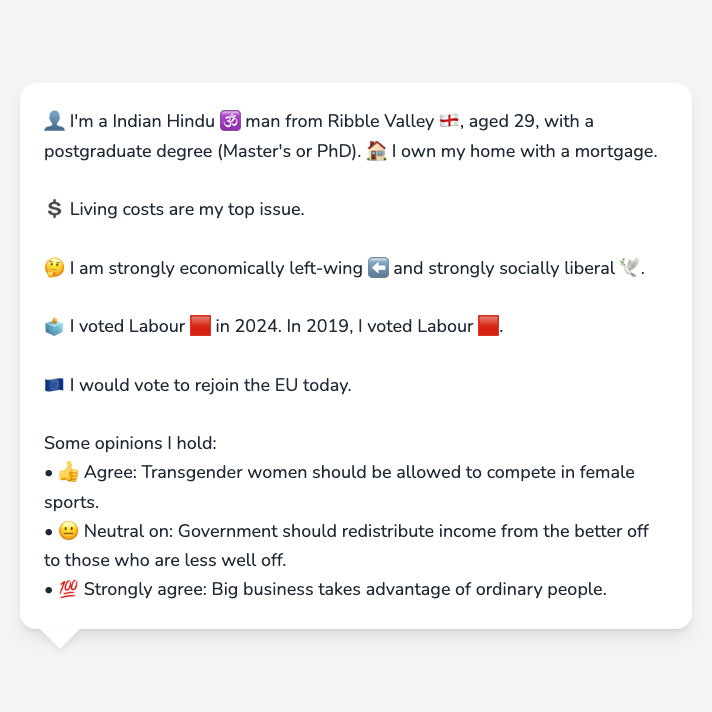 👤 I'm a Indian Hindu 🕉️ man from Ribble Valley 🏴󠁧󠁢󠁥󠁮󠁧󠁿, aged 29, with a
postgraduate degree (Master's or PhD). 🏠 I own my home with a mortgage.
💲 Living costs are my top issue.
🤔 I am strongly economically left-wing ⬅️ and strongly socially liberal 🕊️.
🗳️ I voted Labour 🟥 in 2024. In 2019, I voted Labour 🟥.
🇪🇺 I would vote to rejoin the EU today.
Some opinions I hold:
• 👍 Agree: Transgender women should be allowed to compete in female
sports.
• 😐 Neutral on: Government should redistribute income from the better off
to those who are less well off.
• 💯 Strongly agree: Big business takes advantage of ordinary people.